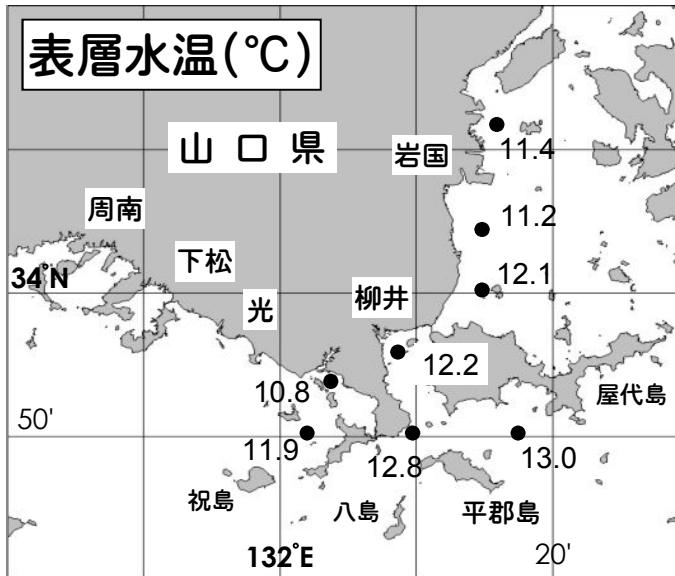 表層水温(℃)
山口県
岩国
11.4
周南
11.2
下松
34°N
12.1
光
柳井
12.2
10.8
屋代島
50'
11.9
12.8
13.0
祝島
八島
平郡島
132°E
20'